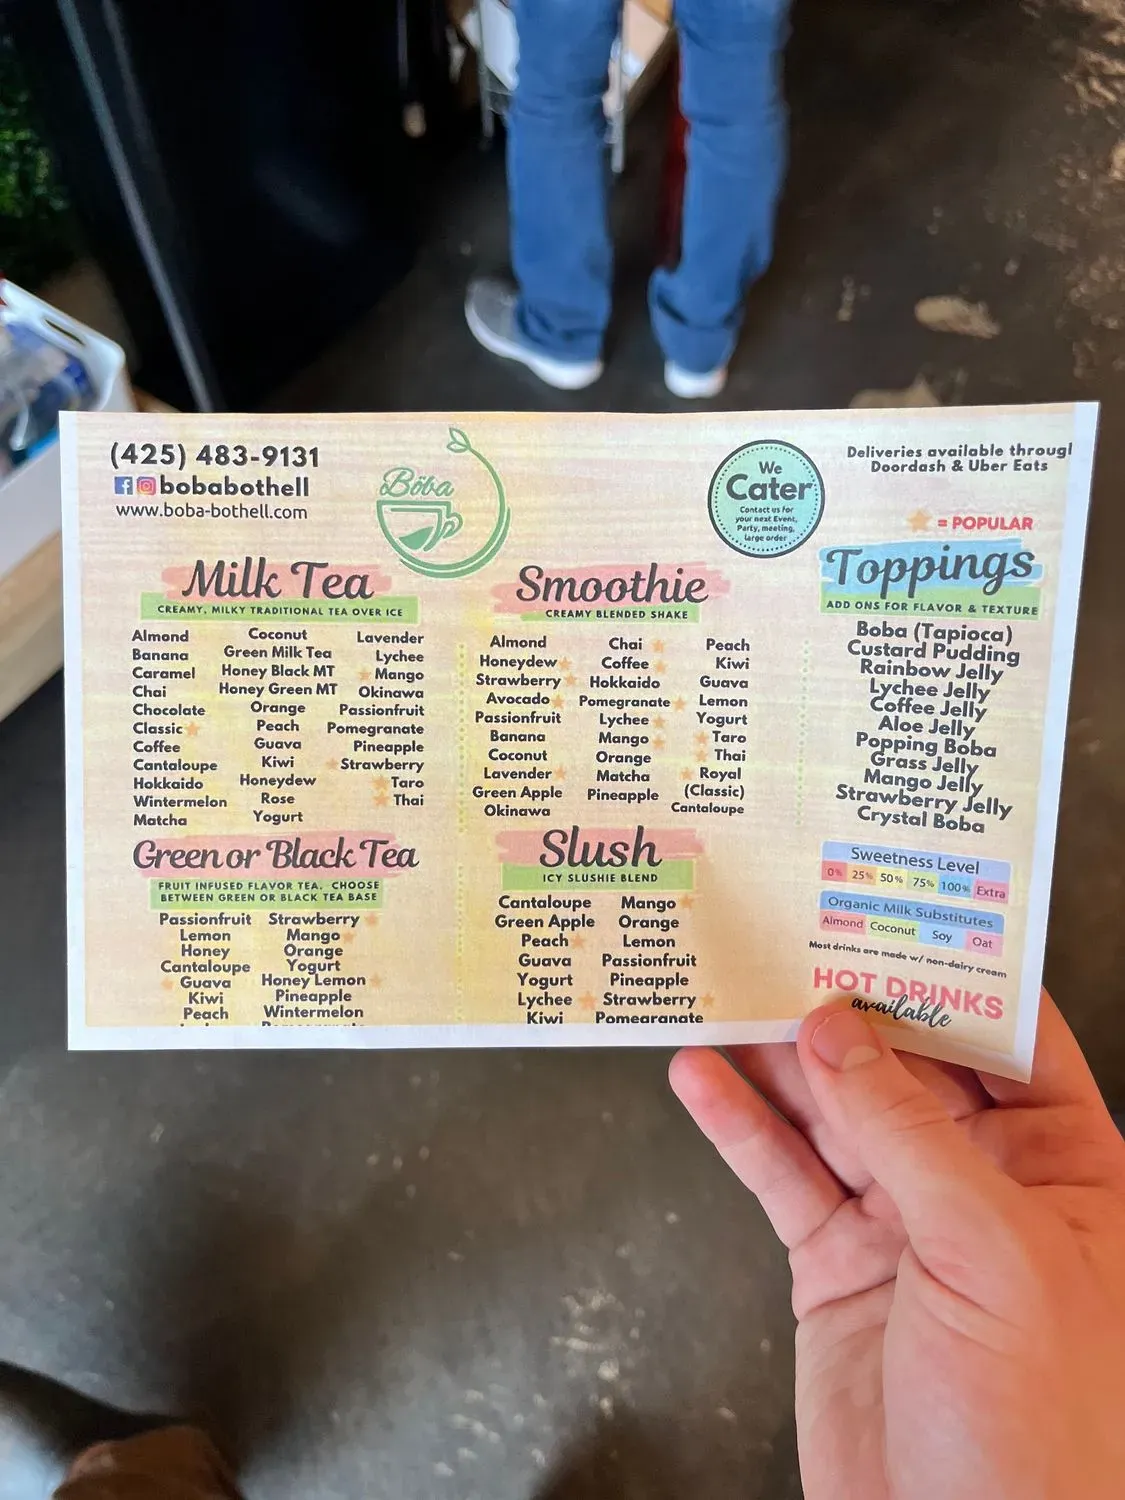 (425) 483-9131
bobabothell
www.boba-bothell.com
Böba
We
Cater
Contact us for
your next Event,
Party, meeting,
large order
Deliveries available througl
Doordash & Uber Eats
= POPULAR
Milk Tea
CREAMY, MILKY TRADITIONAL TEA OVER ICE
Almond
Banana
Caramel
Chai
Chocolate
Classic
Coffee
Cantaloupe
Hokkaido
Wintermelon
Matcha
Coconut
Green Milk Tea
Honey Black MT
Honey Green MT
Orange
Peach
Guava
Kiwi
Honeydew
Rose
Yogurt
Lavender
Lychee
Mango
Okinawa
Passionfruit
Pomegranate
Pineapple
Strawberry
Taro
Thai
Green or Black Tea
FRUIT INFUSED FLAVOR TEA. CHOOSE
BETWEEN GREEN OR BLACK TEA BASE
Passionfruit
Lemon
Honey
Cantaloupe
Guava
Kiwi
Peach
Strawberry
Mango
Orange
Yogurt
Honey Lemon
Pineapple
Wintermelon
Pomegranate
Smoothie
CREAMY BLENDED SHAKE
Almond
Honeydew
Strawberry
Avocado
Passionfruit
Banana
Coconut
Lavender
Green Apple
Okinawa
Chai
Coffee
Hokkaido
Pomegranate
Lychee
Mango
Orange
Matcha
Pineapple
Peach
Kiwi
Guava
Lemon
Yogurt
Taro
Thai
Royal
(Classic)
Cantaloupe
Slush
ICY SLUSHIE BLEND
Cantaloupe
Green Apple
Peach
Guava
Yogurt
Lychee
Kiwi
Mango
Orange
Lemon
Passionfruit
Pineapple
Strawberry
Pomegranate
Toppings
ADD ONS FOR FLAVOR & TEXTURE
Boba (Tapioca)
Custard Pudding
Rainbow Jelly
Lychee Jelly
Coffee Jelly
Aloe Jelly
Popping Boba
Grass Jelly
Mango Jelly
Strawberry Jelly
Crystal Boba
Sweetness Level
0% 25% 50% 75% 100% Extra
Organic Milk Substitutes
Almond Coconut Soy Oat
Most drinks are made w/ non-dairy cream
HOT DRINKS
available